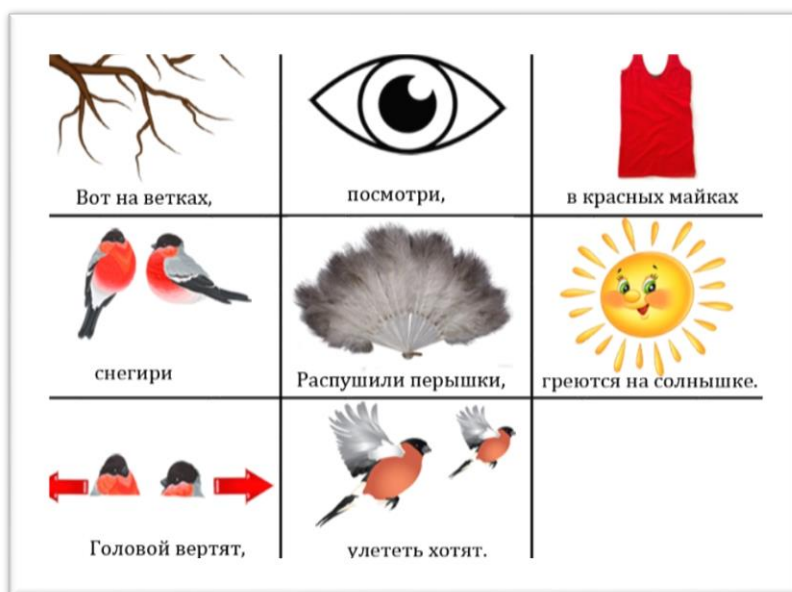 Вот на ветках,
посмотри,
в красных майках
снегири
Распушили перышки,
греются на солнышке.
Головой вертят,
улететь хотят.